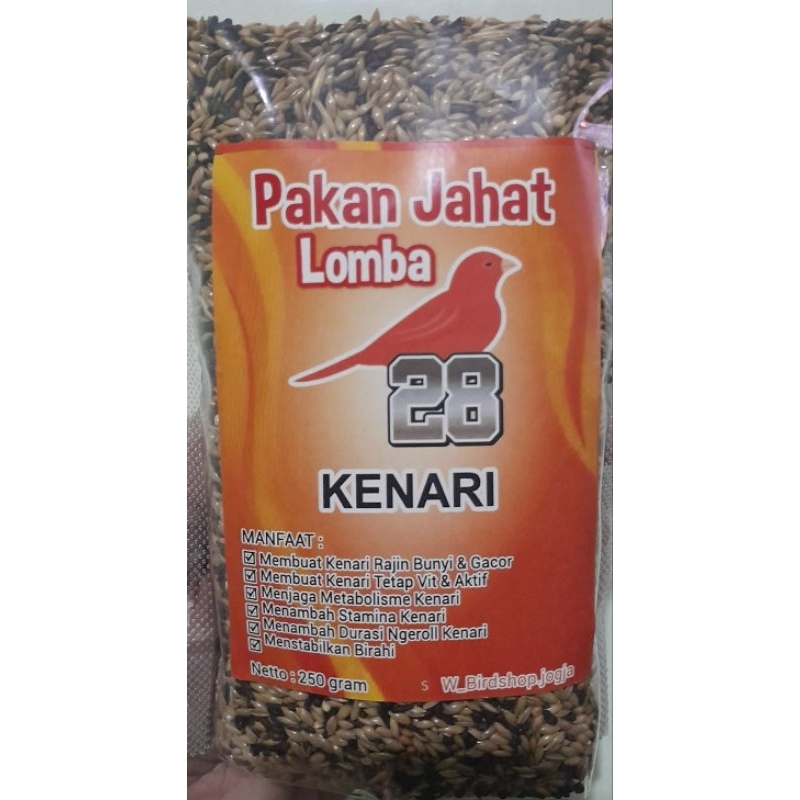 Pakan Jahat
Lomba
28
KENARI
MANFAAT :
Membuat Kenari Rajin Bunyi & Gacor
Membuat Kenari Tetap Vit & Aktif
Menjaga Metabolisme Kenari
Menambah Stamina Kenari
Menambah Durasi Ngeroll Kenari
Menstabilkan Birahi
Netto : 250 gram
S W_Birdshop.jogja